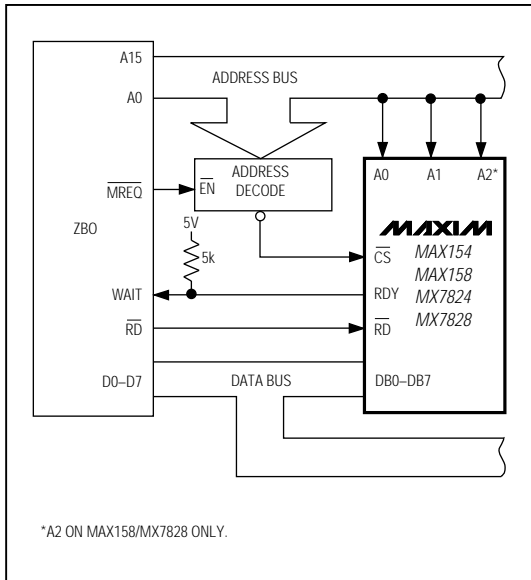 A15
ADDRESS BUS
A0
ADDRESS
DECODE
EN
MREQ
ZBO
5V
5k
WAIT
RD
D0–D7
DATA BUS
A0 A1 A2*
MAXIM
MAX154
MAX158
MX7824
MX7828
CS
RDY
RD
DB0–DB7
*A2 ON MAX158/MX7828 ONLY.